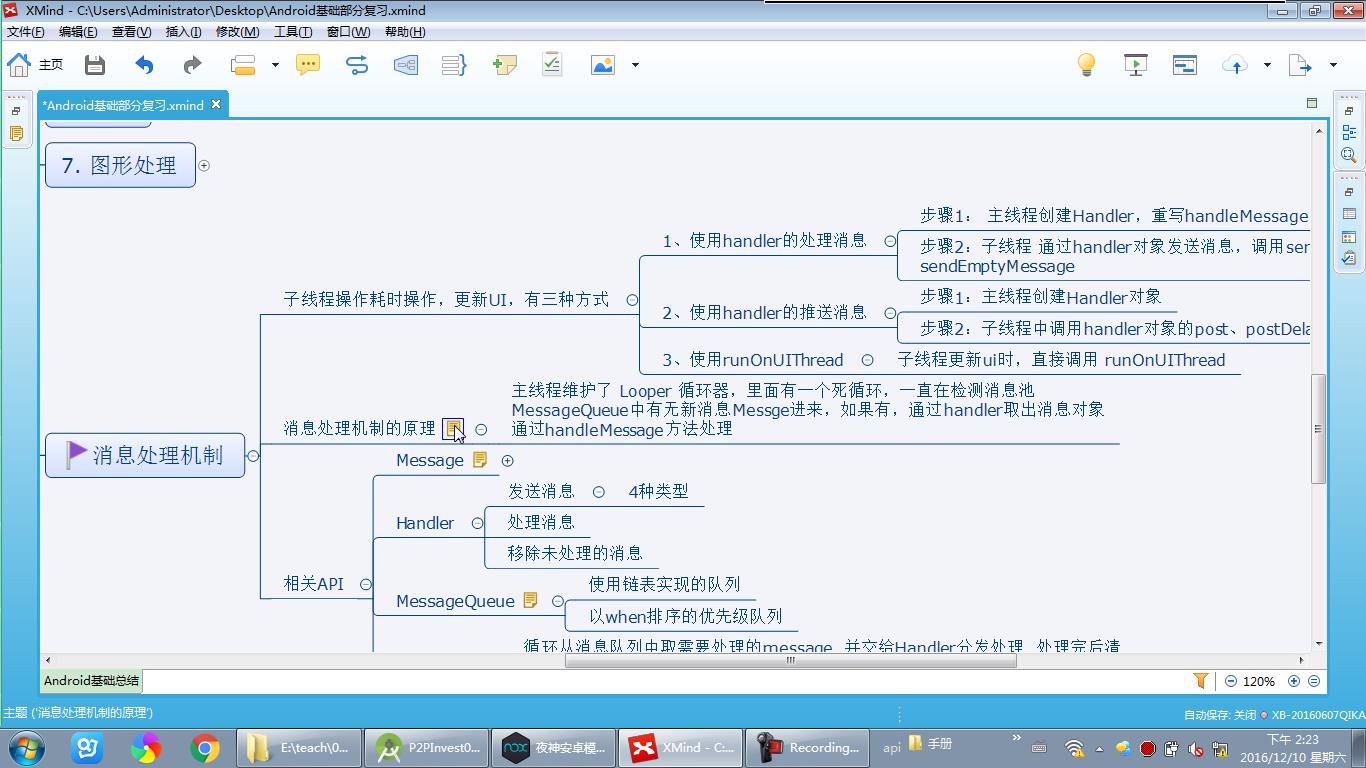 XMind - C:\Users\Administrator\Desktop\Android基础部分复习.xmind
文件(F) 编辑(E) 查看(V) 插入(I) 修改(M) 工具(T) 窗口(W) 帮助(H)
主页
*Android基础部分复习.xmind
7. 图形处理
步骤1： 主线程创建Handler，重写handleMessage
1、使用handler的处理消息
步骤2：子线程 通过handler对象发送消息，调用ser
sendEmptyMessage
子线程操作耗时操作，更新UI，有三种方式
步骤1：主线程创建Handler对象
2、使用handler的推送消息
步骤2：子线程中调用handler对象的post、postDela
3、使用runOnUIThread
子线程更新ui时，直接调用 runOnUIThread
主线程维护了 Looper 循环器，里面有一个死循环，一直在检测消息池
MessageQueue中有无新消息Messge进来，如果有，通过handler取出消息对象
通过handleMessage方法处理
消息处理机制的原理
消息处理机制
Message
发送消息
4种类型
Handler
处理消息
移除未处理的消息
相关API
使用链表实现的队列
MessageQueue
以when排序的优先级队列
循环从消息队列中取需要处理的message，并交给Handler分发处理，处理完后清
Android基础总结
120%
主题 ('消息处理机制的原理')
自动保存: 关闭
XB-20160607QIKA
E:\teach\0...
P2PInvest0...
夜神安卓模...
XMind - C:...
Recording...
api
手册
下午 2:23
2016/12/10 星期六